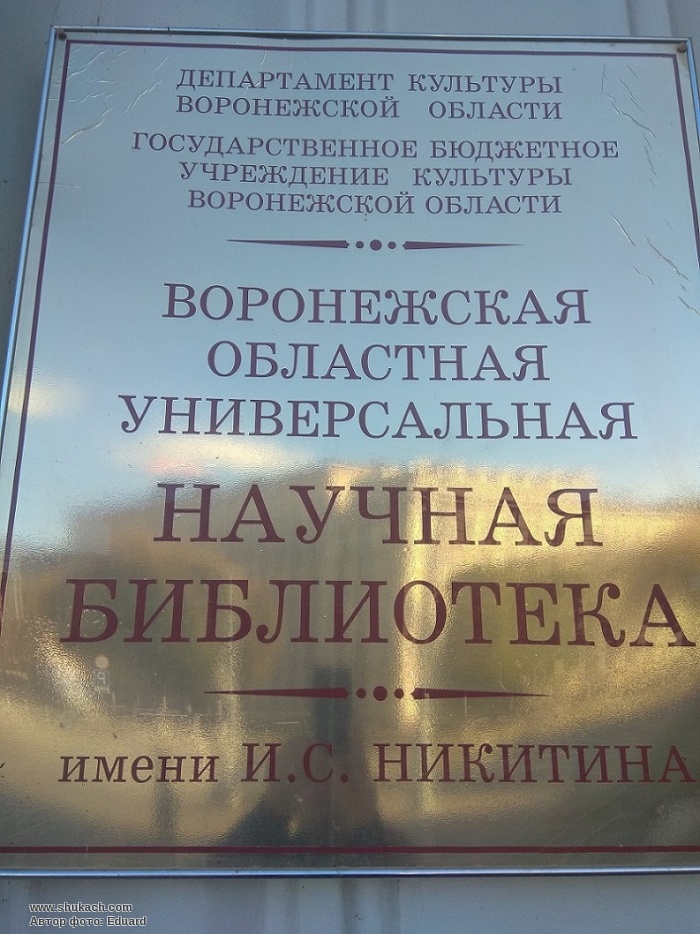 ДЕПАРТАМЕНТ КУЛЬТУРЫ
ВОРОНЕЖСКОЙ ОБЛАСТИ
ГОСУДАРСТВЕННОЕ БЮДЖЕТНОЕ
УЧРЕЖДЕНИЕ КУЛЬТУРЫ
ВОРОНЕЖСКОЙ ОБЛАСТИ
ВОРОНЕЖСКАЯ
ОБЛАСТНАЯ
УНИВЕРСАЛЬНАЯ
НАУЧНАЯ
БИБЛИОТЕКА
имени И.С. НИКИТИНА
www.shukach.com
Автор фото: Eduard